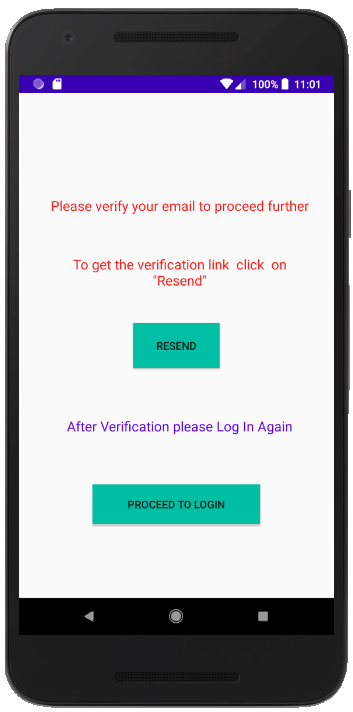 100% 11:01
Please verify your email to proceed further
To get the verification link  click  on
"Resend"
RESEND
After Verification please Log In Again
PROCEED TO LOGIN